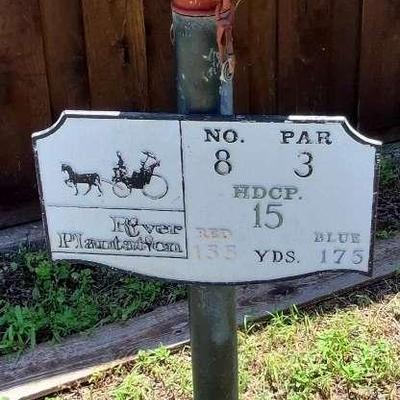 NO. PAR
8 3
HDCP.
15
River
Plantation
RED BLUE
135 YDS. 175